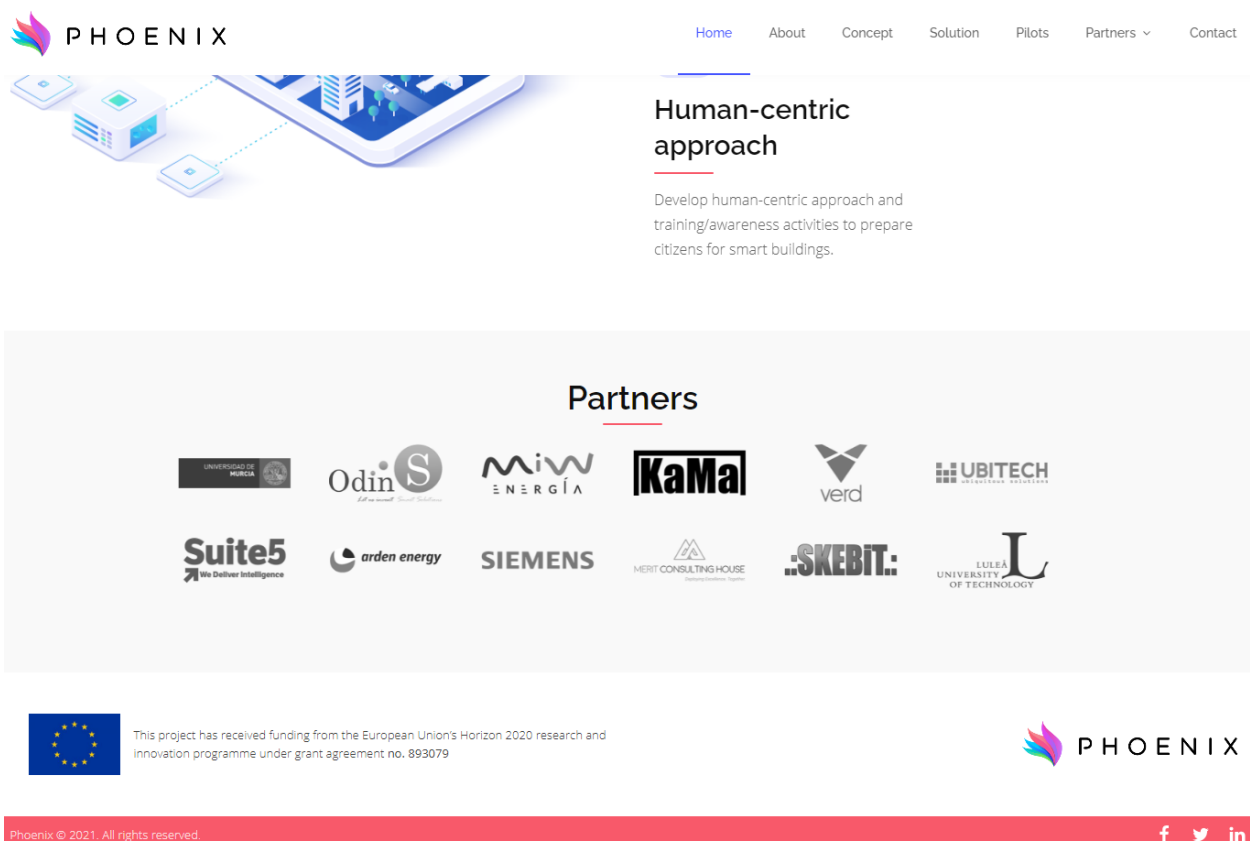 PHOENIX
Home About Concept Solution Pilots Partners Contact
Human-centric
approach
Develop human-centric approach and
training/awareness activities to prepare
citizens for smart buildings.
Partners
UNIVERSIDAD DE
MURCIA
OdinS
MIW
ENERGÍA
KaMa
verd
UBITECH
ubiquitous solutions
Suite5
We Deliver Intelligence
arden energy
SIEMENS
MERIT CONSULTING HOUSE
.:SKEBIT:.
LULEÅ
UNIVERSITY
OF TECHNOLOGY
This project has received funding from the European Union's Horizon 2020 research and
innovation programme under grant agreement no. 893079
PHOENIX
Phoenix © 2021. All rights reserved.